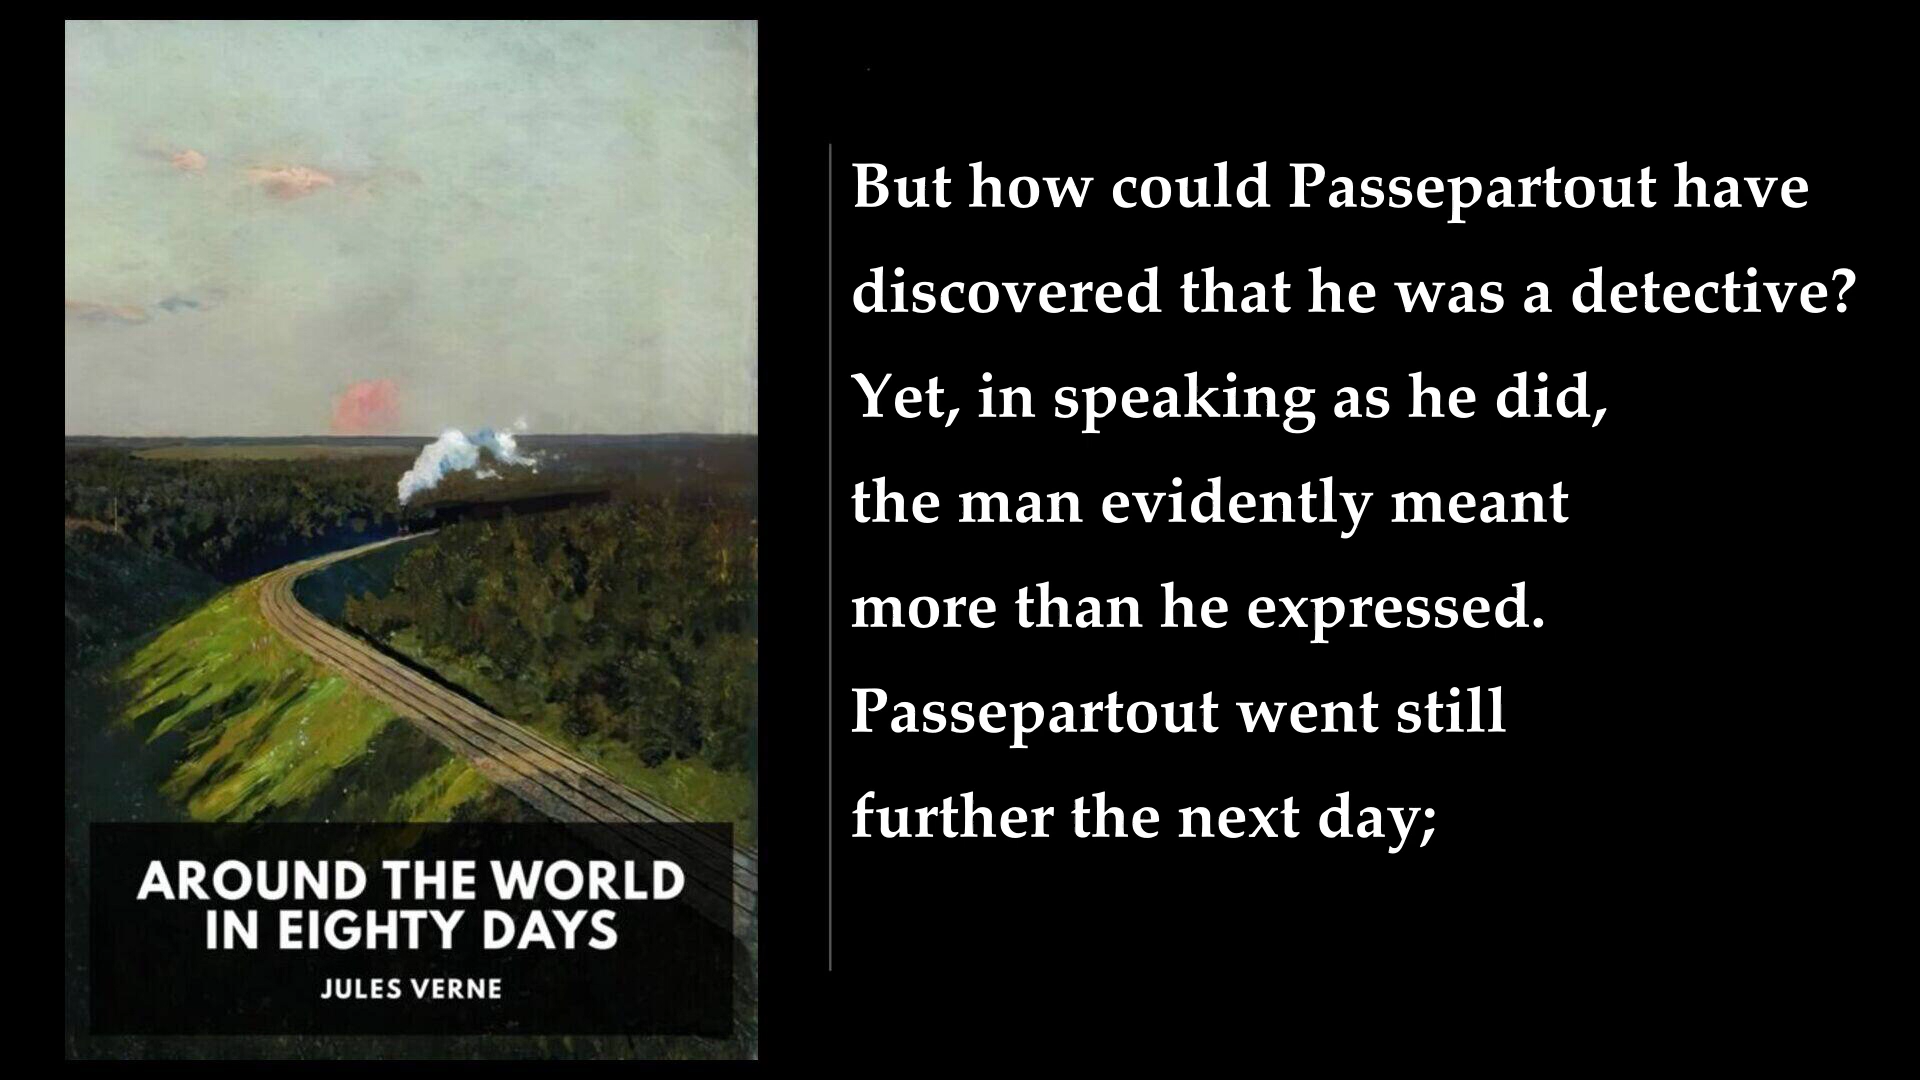 AROUND THE WORLD
IN EIGHTY DAYS
JULES VERNE
But how could Passepartout have
discovered that he was a detective?
Yet, in speaking as he did,
the man evidently meant
more than he expressed.
Passepartout went still
further the next day;